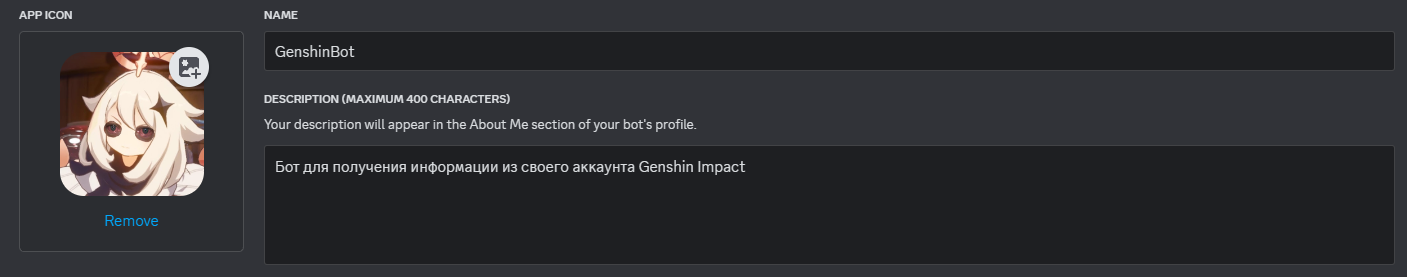 APP ICON
NAME
GenshinBot
DESCRIPTION (MAXIMUM 400 CHARACTERS)
Your description will appear in the About Me section of your bot's profile.
Бот для получения информации из своего аккаунта Genshin Impact
Remove